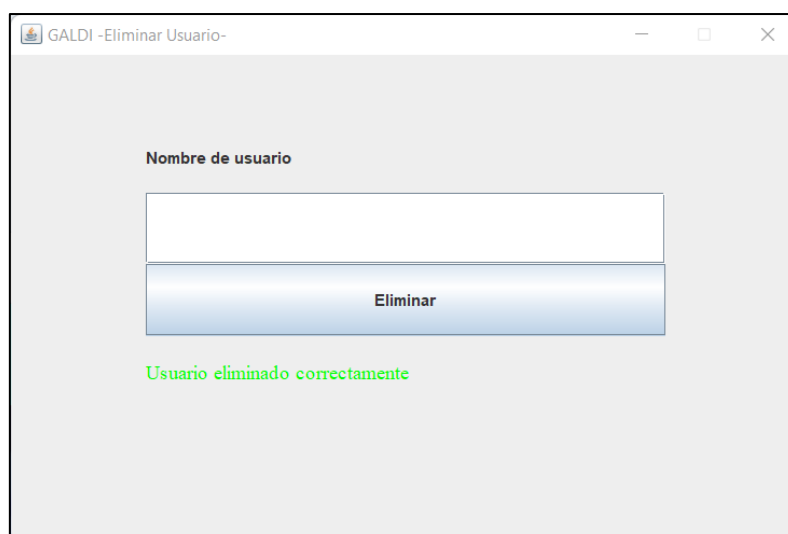 GALDI -Eliminar Usuario-
Nombre de usuario
Eliminar
Usuario eliminado correctamente